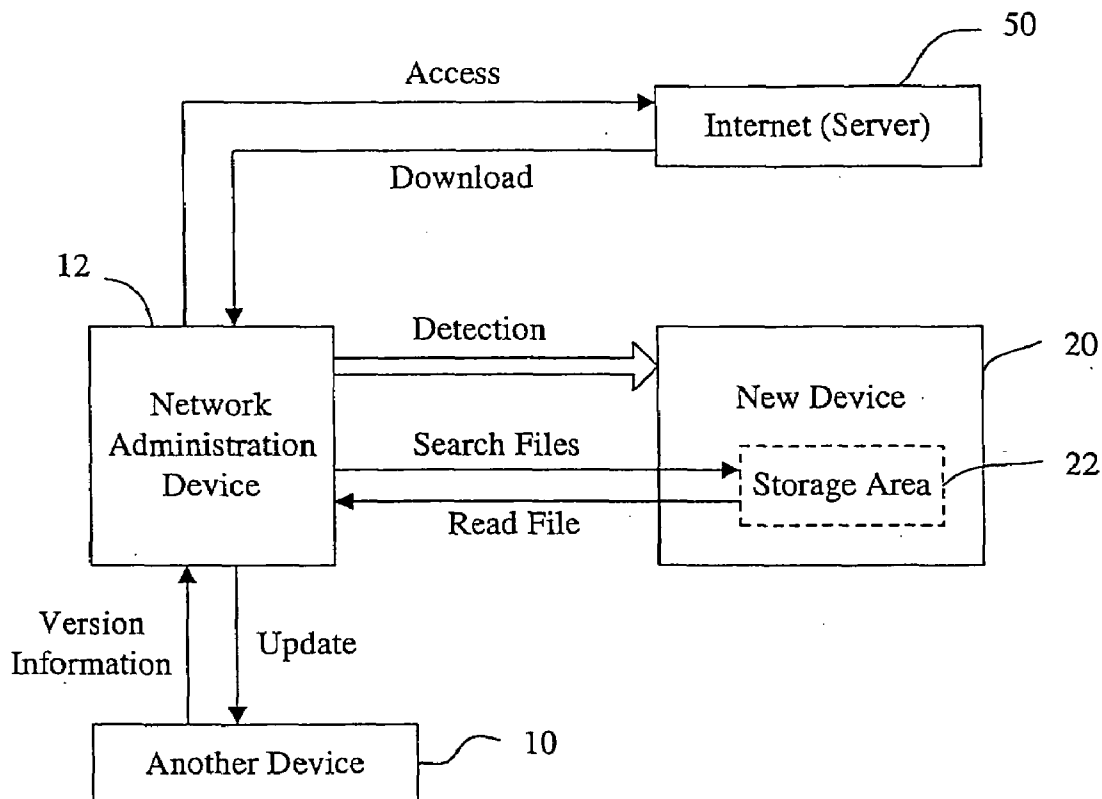 50
Access
Internet (Server)
Download
12
Detection
20
Network
Administration
Device
New Device
Search Files
22
Storage Area
Read File
Version
Information
Update
10
Another Device